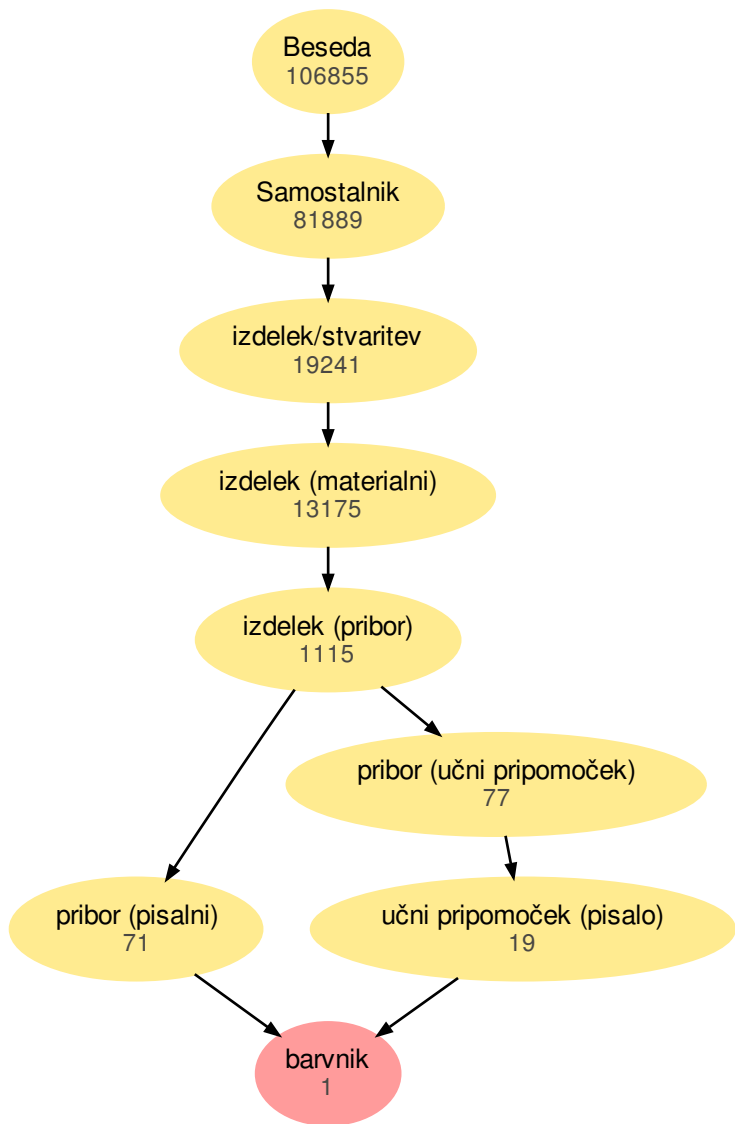 Beseda
106855
Samostalnik
81889
izdelek/stvaritev
19241
izdelek (materialni)
13175
izdelek (pribor)
1115
pribor (učni pripomoček)
77
pribor (pisalni)
71
učni pripomoček (pisalo)
19
barvnik
1